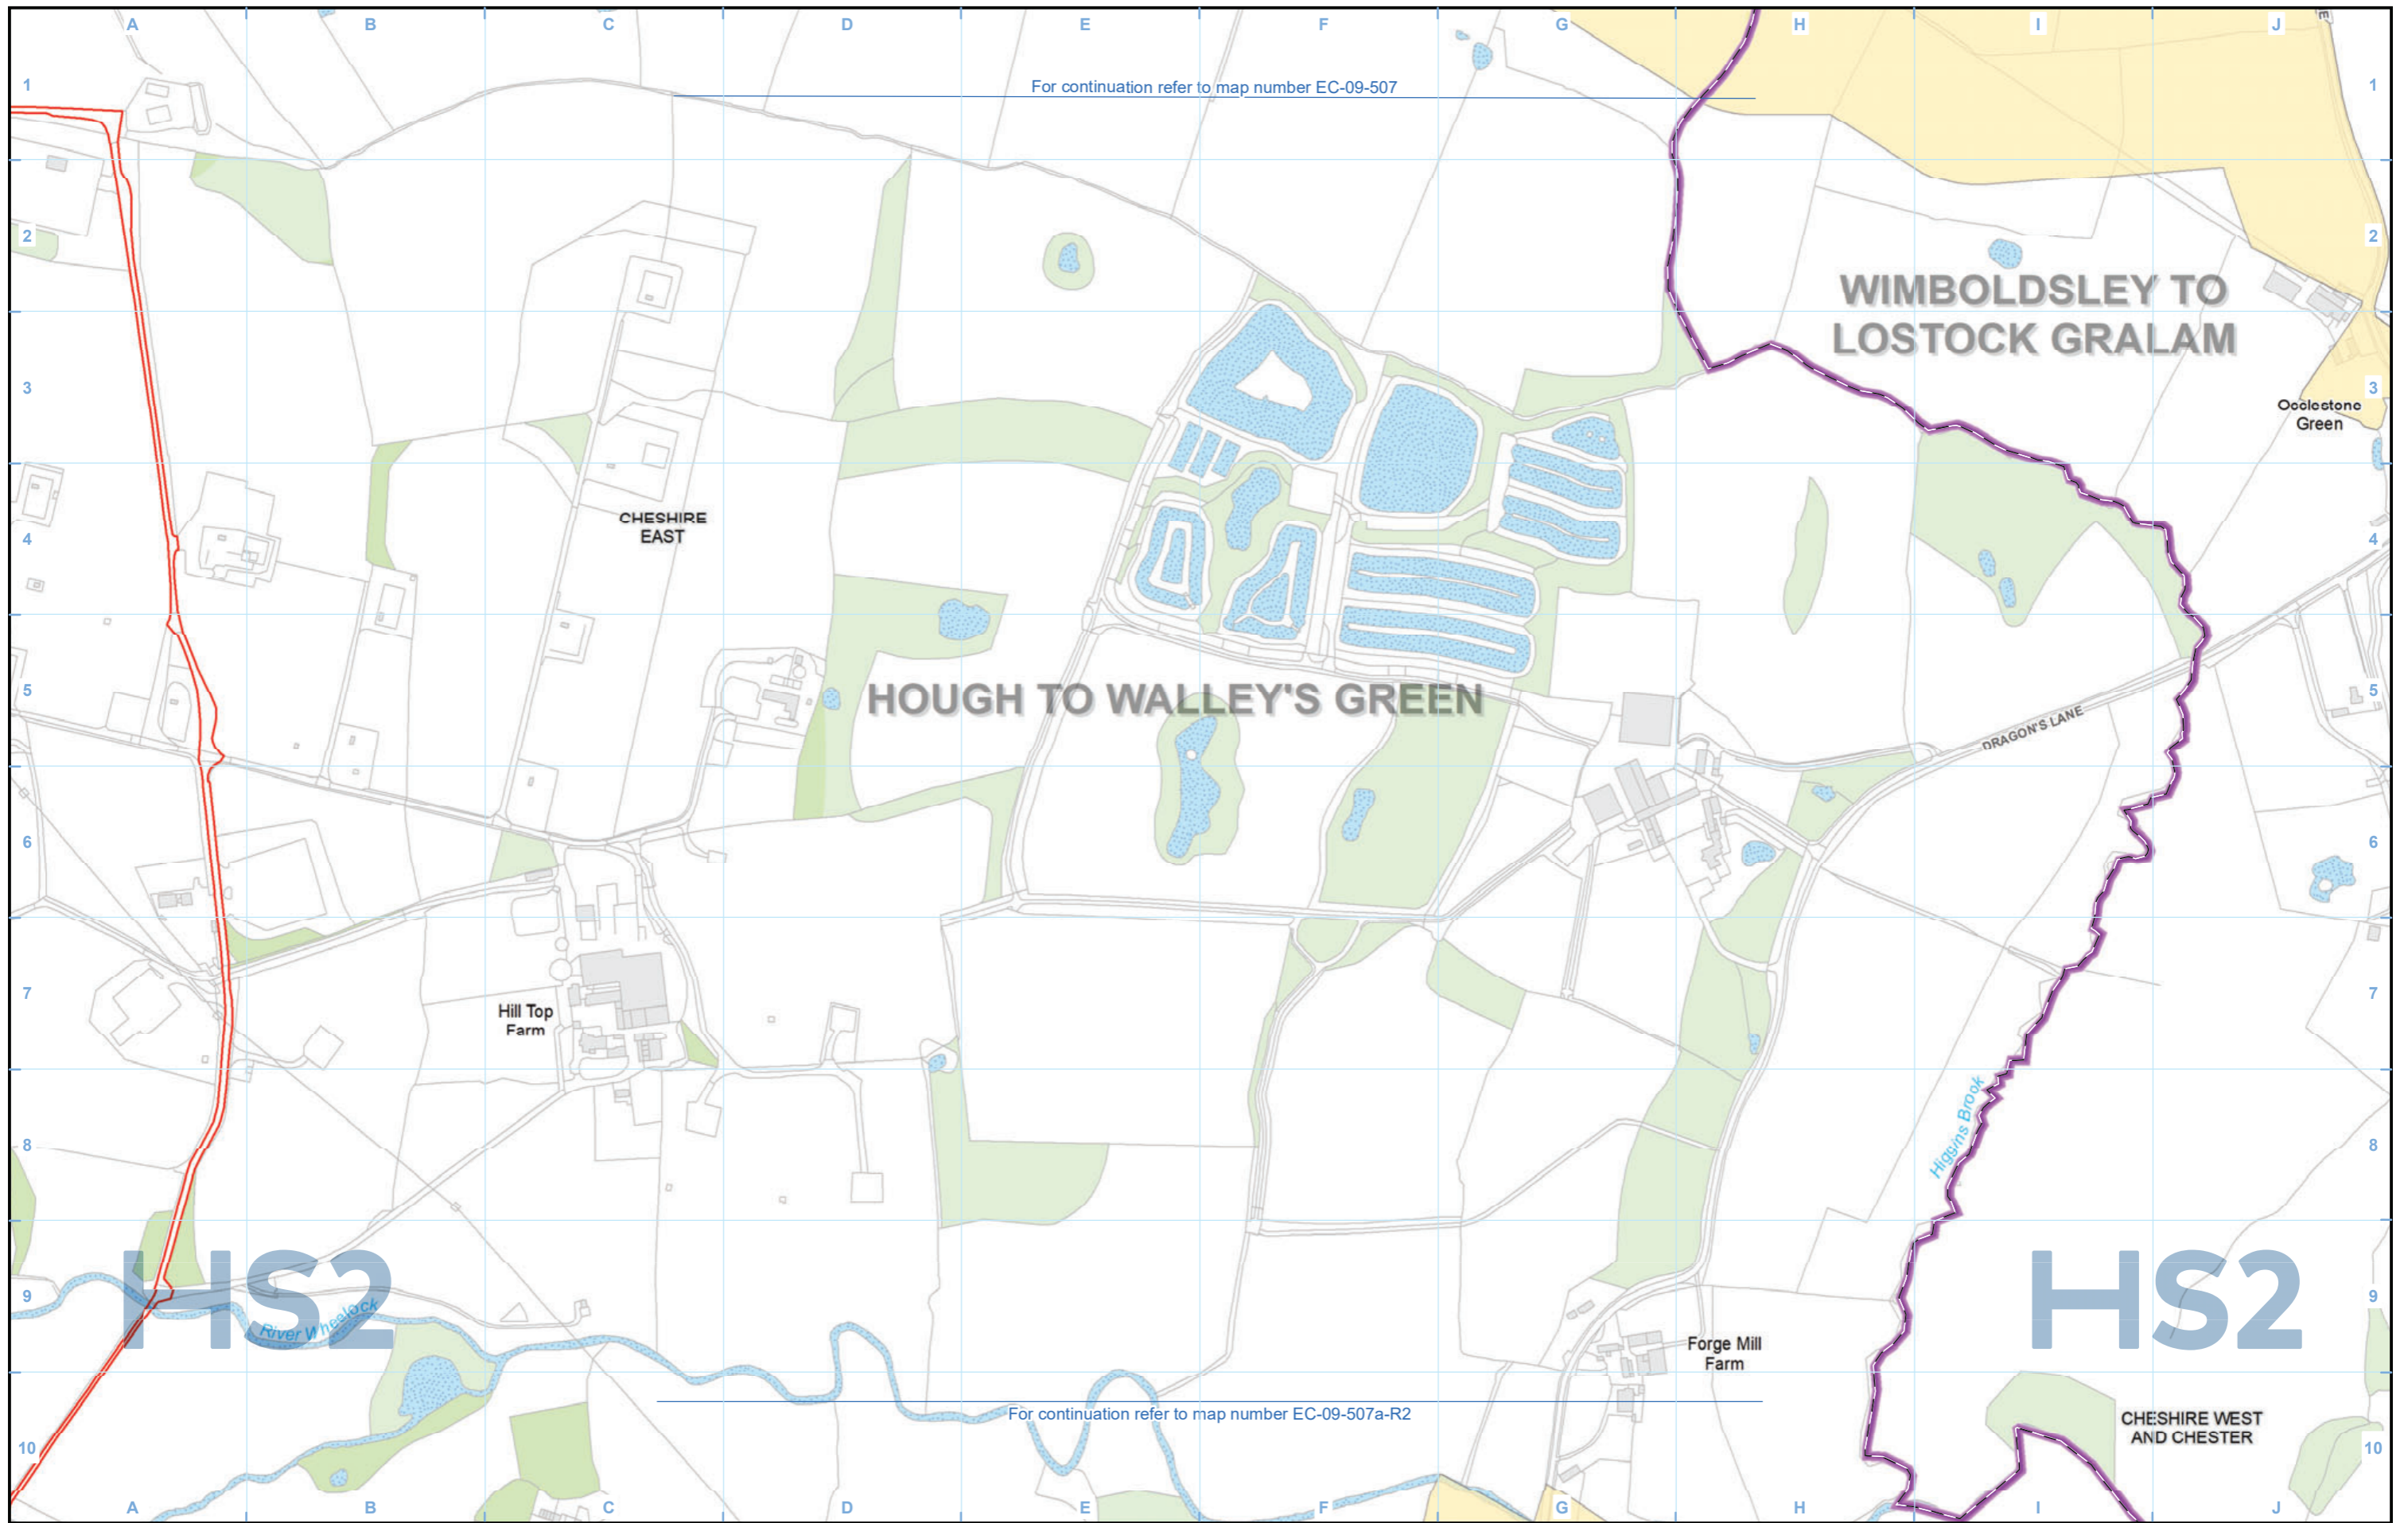 A B C D E F G H I J
E
1 For continuation refer to map number EC-09-507 1
2 2
WIMBOLDSLEY TO
LOSTOCK GRALAM
3 3
Occlestone
Green
CHESHIRE
EAST
4 4
5 5
HOUGH TO WALLEY'S GREEN
DRAGON'S LANE
6 6
7 7
Hill Top
Farm
8 8
Higgins Brook
9 9
HS2 HS2
River Wheelock
Forge Mill
Farm
For continuation refer to map number EC-09-507a-R2
CHESHIRE WEST
AND CHESTER
10 10
A B C D E F G H I J